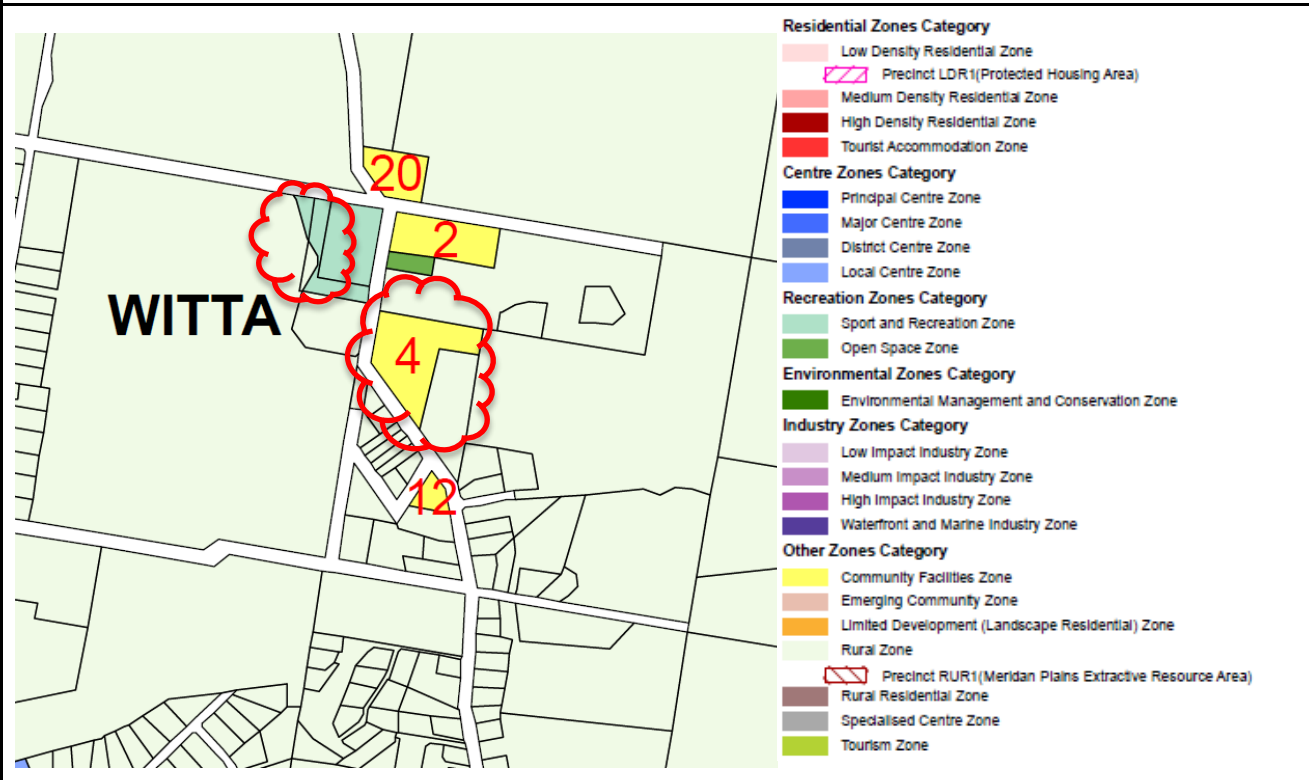 20
2
WITTA
4
12
Residential Zones Category
Low Density Residential Zone
Precinct LDR1(Protected Housing Area)
Medium Density Residential Zone
High Density Residential Zone
Tourist Accommodation Zone
Centre Zones Category
Principal Centre Zone
Major Centre Zone
District Centre Zone
Local Centre Zone
Recreation Zones Category
Sport and Recreation Zone
Open Space Zone
Environmental Zones Category
Environmental Management and Conservation Zone
Industry Zones Category
Low Impact Industry Zone
Medium Impact Industry Zone
High Impact Industry Zone
Waterfront and Marine Industry Zone
Other Zones Category
Community Facilities Zone
Emerging Community Zone
Limited Development (Landscape Residential) Zone
Rural Zone
Precinct RUR1(Meridan Plains Extractive Resource Area)
Rural Residential Zone
Specialised Centre Zone
Tourism Zone